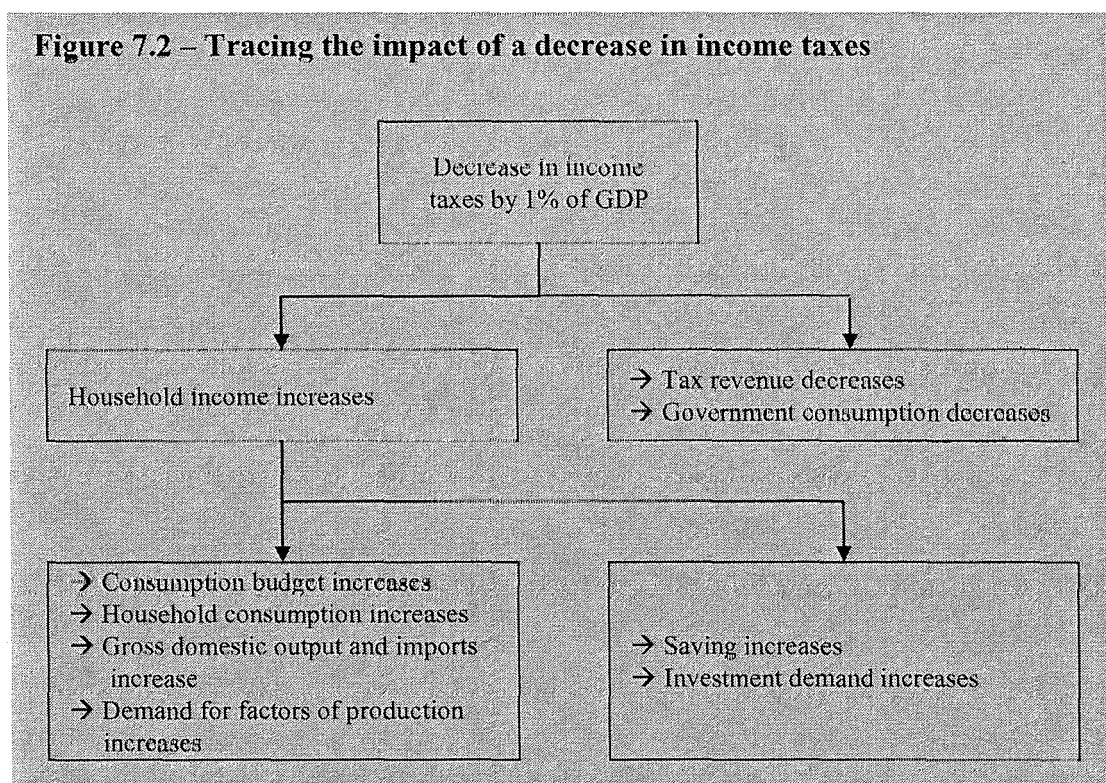 Figure 7.2 – Tracing the impact of a decrease in income taxes
Decrease in income
taxes by 1% of GDP
Household income increases
→ Tax revenue decreases
→ Government consumption decreases
→ Consumption budget increases
→ Household consumption increases
→ Gross domestic output and imports
increase
→ Demand for factors of production
increases
→ Saving increases
→ Investment demand increases